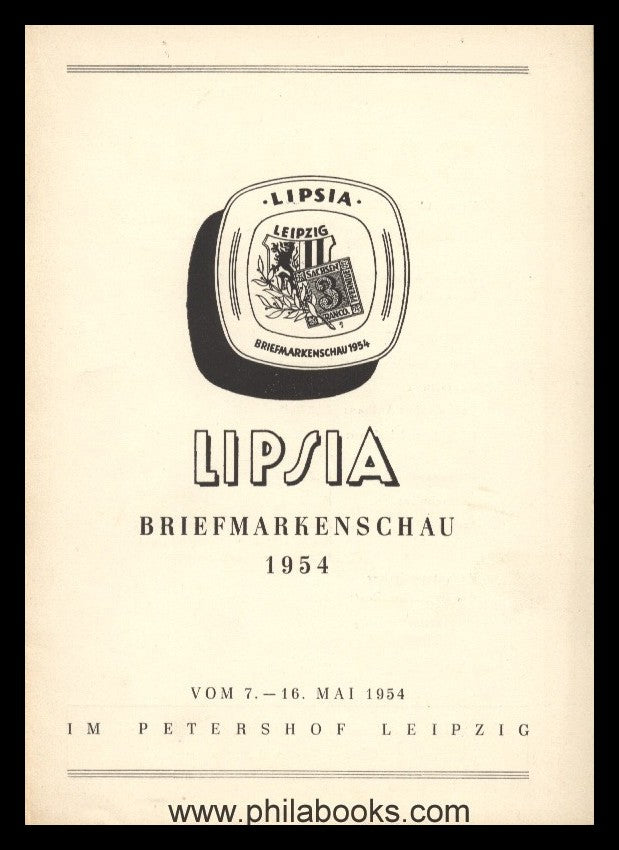 · LIPSIA ·
LEIPZIG
SACHSEN
3
PFENNIGE
FRANCO
BRIEFMARKENSCHAU 1954
LIPSIA
BRIEFMARKENSCHAU
1954
VOM 7. – 16. MAI 1954
IM PETERSHOF LEIPZIG
www.philabooks.com